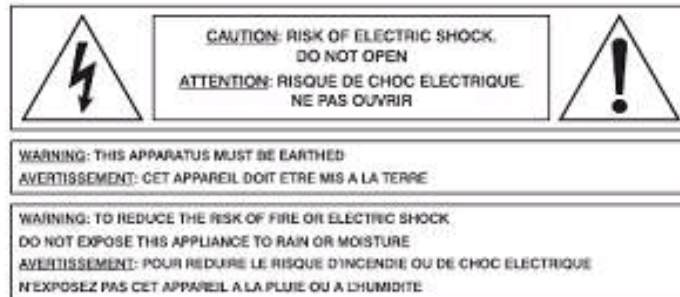 CAUTION: RISK OF ELECTRIC SHOCK.
DO NOT OPEN
ATTENTION: RISQUE DE CHOC ELECTRIQUE.
NE PAS OUVRIR
WARNING: THIS APPARATUS MUST BE EARTHED
AVERTISSEMENT: CET APPAREIL DOIT ETRE MIS A LA TERRE
WARNING: TO REDUCE THE RISK OF FIRE OR ELECTRIC SHOCK
DO NOT EXPOSE THIS APPLIANCE TO RAIN OR MOISTURE
AVERTISSEMENT: POUR REDUIRE LE RISQUE D'INCENDIE OU DE CHOC ELECTRIQUE
N'EXPOSEZ PAS CET APPAREIL A LA PLUIE OU A L'HUMIDITE